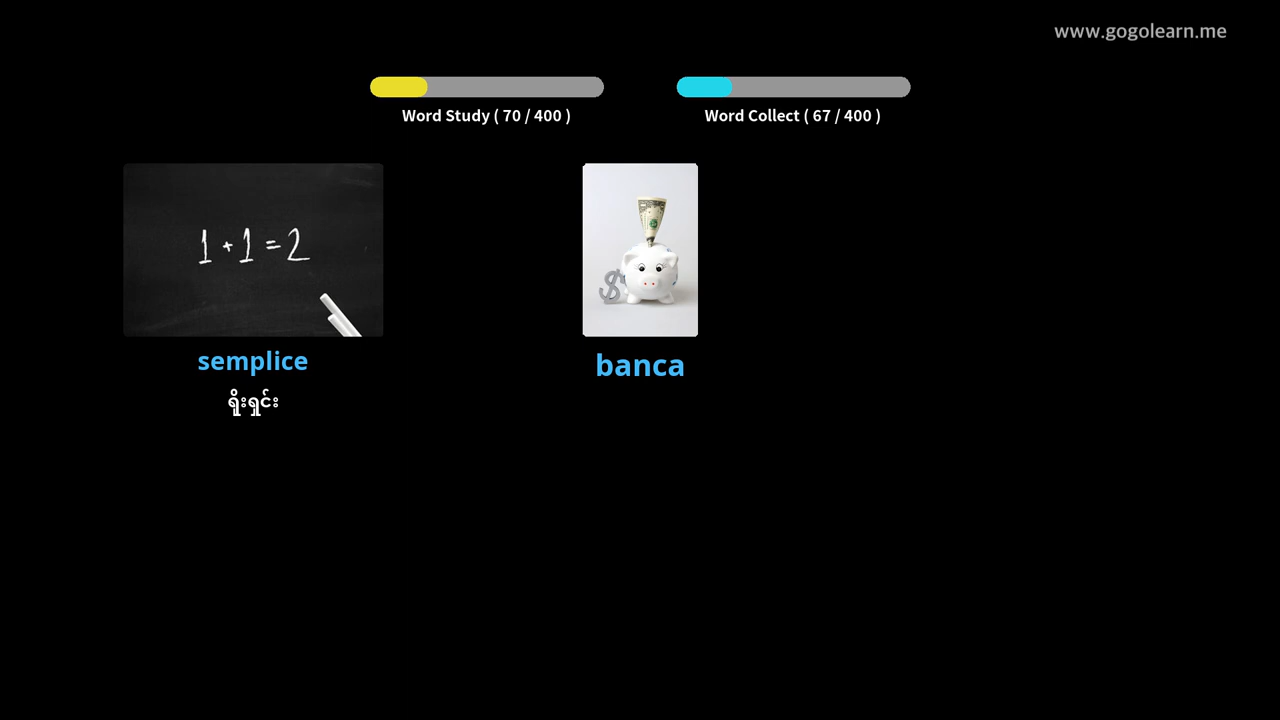 www.gogolearn.me
Word Study ( 70 / 400 )
Word Collect ( 67 / 400 )
1 + 1 = 2
$
semplice
ရိုးရှင်း
banca